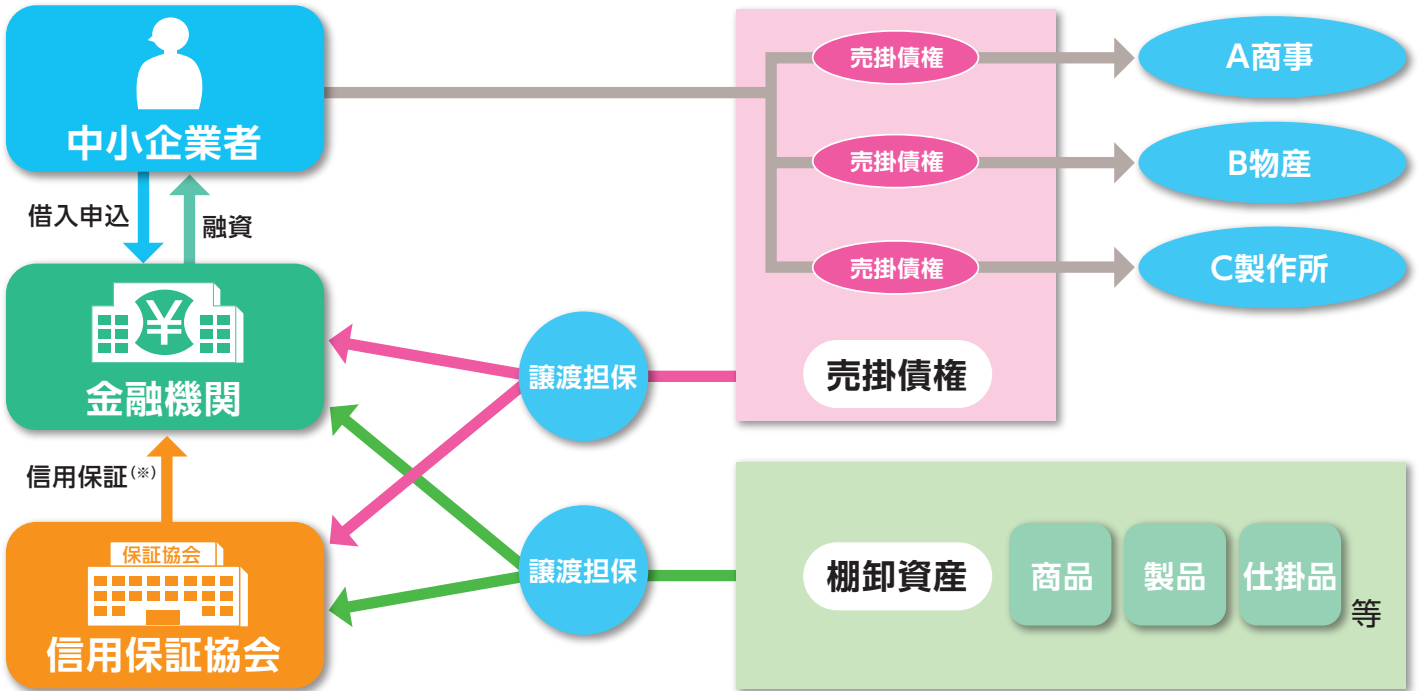 中小企業者
借入申込
融資
¥
金融機関
信用保証(※)
保証協会
信用保証協会
売掛債権
A商事
売掛債権
B物産
売掛債権
C製作所
譲渡担保
売掛債権
譲渡担保
棚卸資産
商品
製品
仕掛品
等